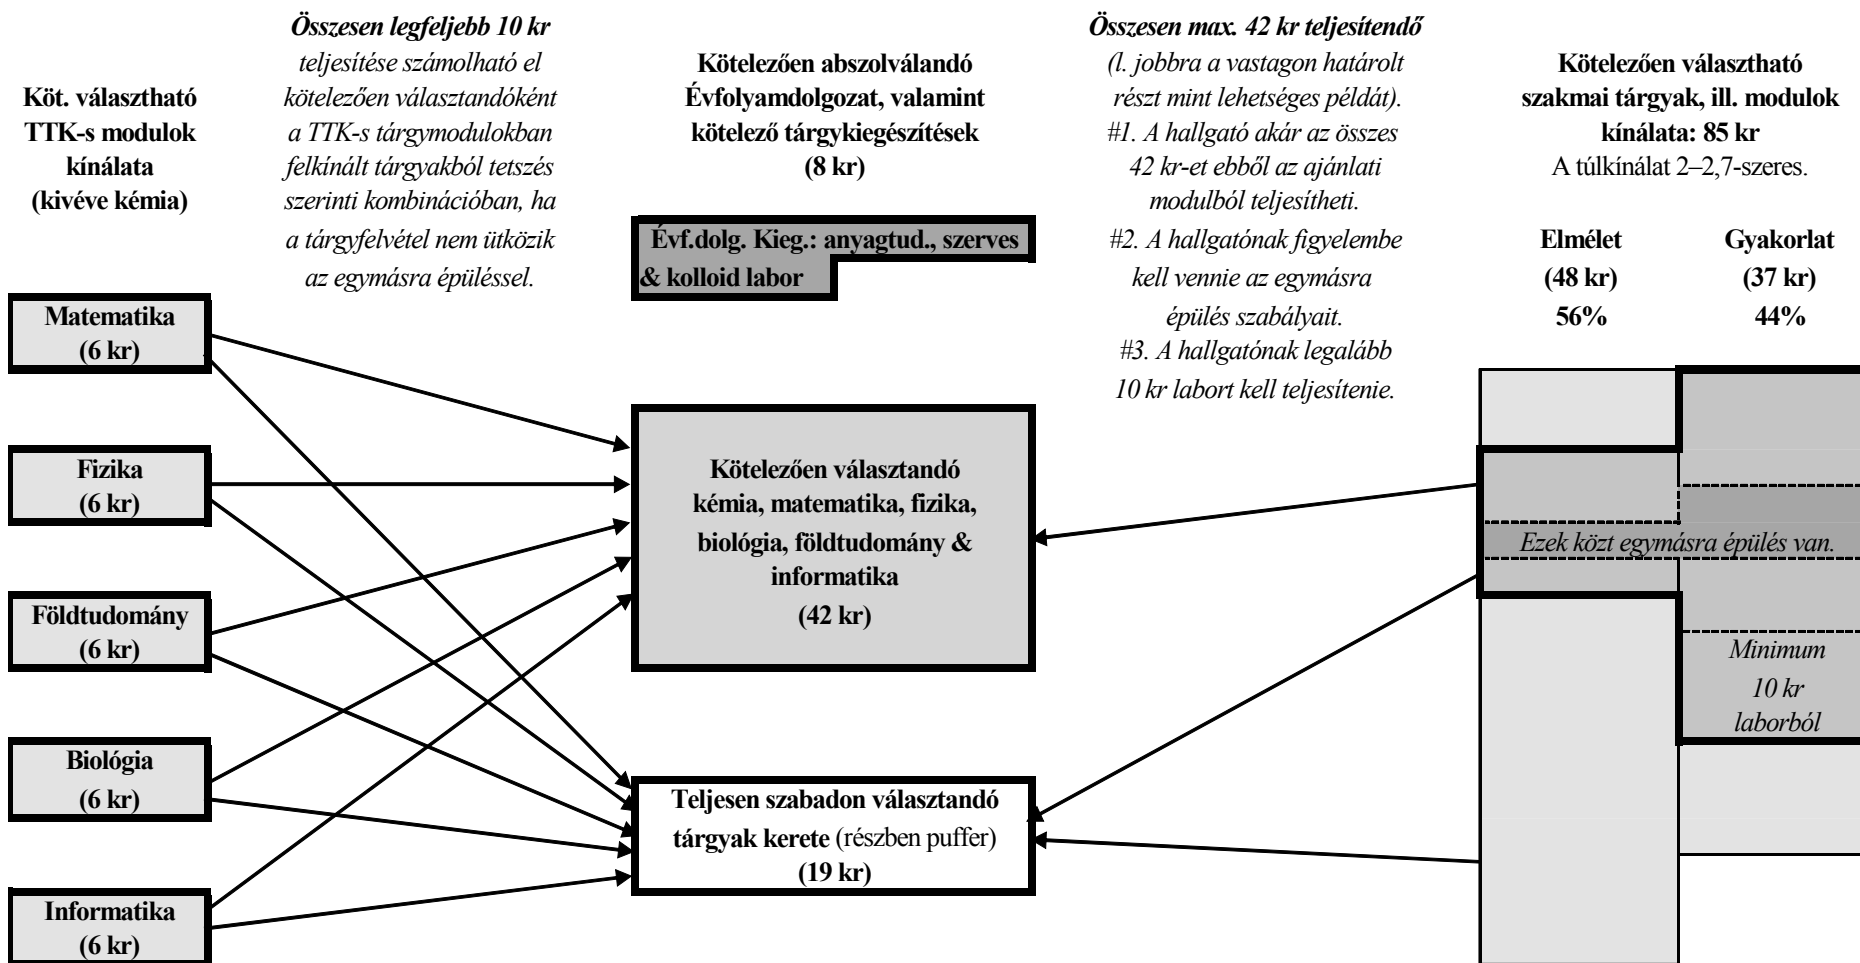 Köt. választható
TTK-s modulok
kínálata
(kivéve kémia)
Összesen legfeljebb 10 kr
teljesítése számolható el
kötelezően választandóként
a TTK-s tárgymodulokban
felkínált tárgyakból tetszés
szerinti kombinációban, ha
a tárgyfelvétel nem ütközik
az egymásra épüléssel.
Kötelezően abszolválandó
Évfolyamdolgozat, valamint
kötelező tárgykiegészítések
(8 kr)
Évf.dolg. Kieg.: anyagtud., szerves
& kolloid labor
Összesen max. 42 kr teljesítendő
(l. jobbra a vastagon határolt
részt mint lehetséges példát).
#1. A hallgató akár az összes
42 kr-et ebből az ajánlati
modulból teljesítheti.
#2. A hallgatónak figyelembe
kell vennie az egymásra
épülés szabályait.
#3. A hallgatónak legalább
10 kr labort kell teljesítenie.
Kötelezően választható
szakmai tárgyak, ill. modulok
kínálata: 85 kr
A túlkínálat 2–2,7-szeres.
Elmélet
(48 kr)
56%
Gyakorlat
(37 kr)
44%
Matematika
(6 kr)
Fizika
(6 kr)
Földtudomány
(6 kr)
Biológia
(6 kr)
Informatika
(6 kr)
Kötelezően választandó
kémia, matematika, fizika,
biológia, földtudomány &
informatika
(42 kr)
Teljesen szabadon választandó
tárgyak kerete (részben puffer)
(19 kr)
Ezek közt egymásra épülés van.
Minimum
10 kr
laborból